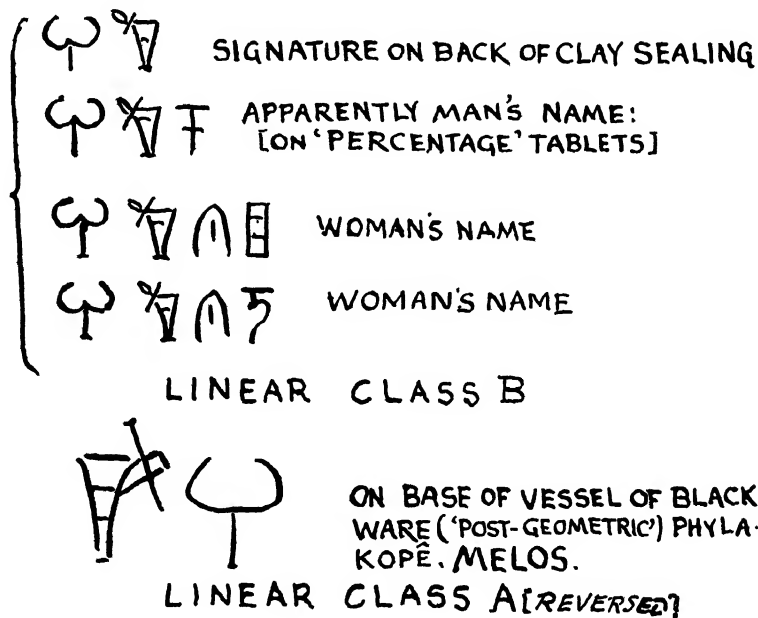 SIGNATURE ON BACK OF CLAY SEALING
APPARENTLY MAN'S NAME:
[ON 'PERCENTAGE' TABLETS]
WOMAN'S NAME
WOMAN'S NAME
LINEAR CLASS B
ON BASE OF VESSEL OF BLACK
WARE ('POST-GEOMETRIC') PHYLA-
KOPÊ. MELOS.
LINEAR CLASS A [REVERSED]